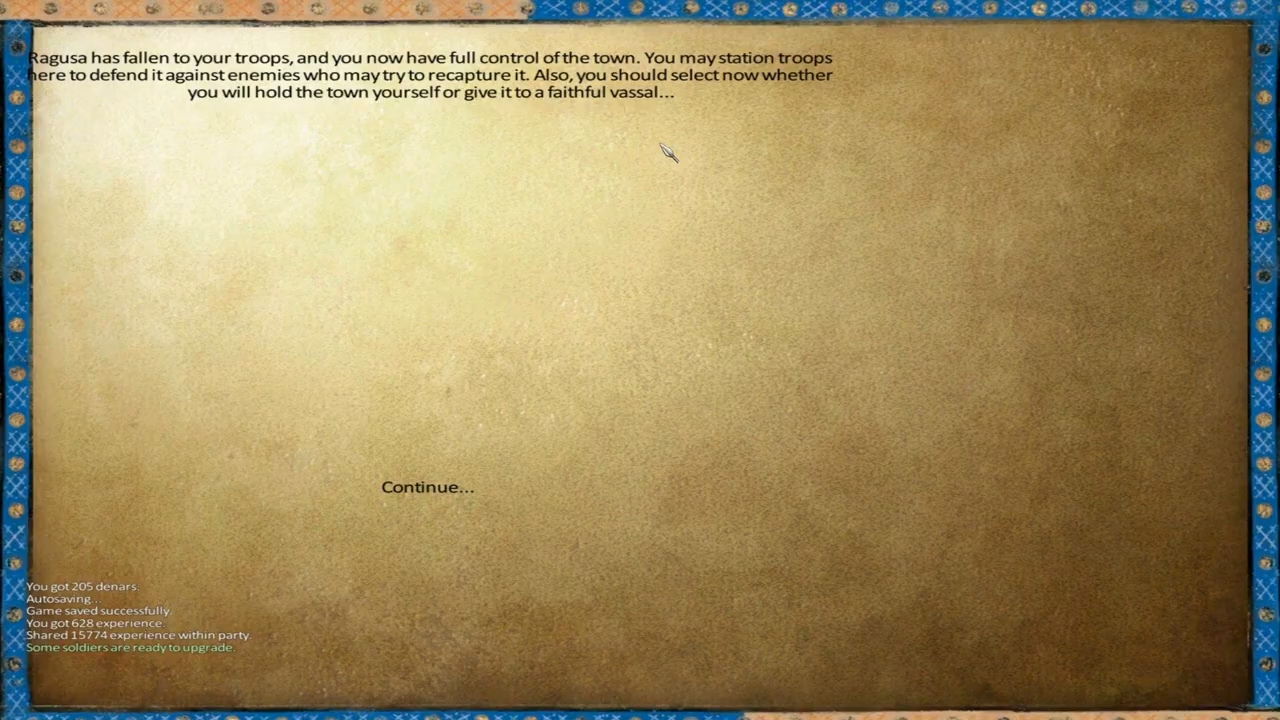 Ragusa has fallen to your troops, and you now have full control of the town. You may station troops
here to defend it against enemies who may try to recapture it. Also, you should select now whether
you will hold the town yourself or give it to a faithful vassal...
Continue...
You got 205 denars.
Autosaving...
Game saved successfully.
You got 628 experience.
Shared 15774 experience within party.
Some soldiers are ready to upgrade.